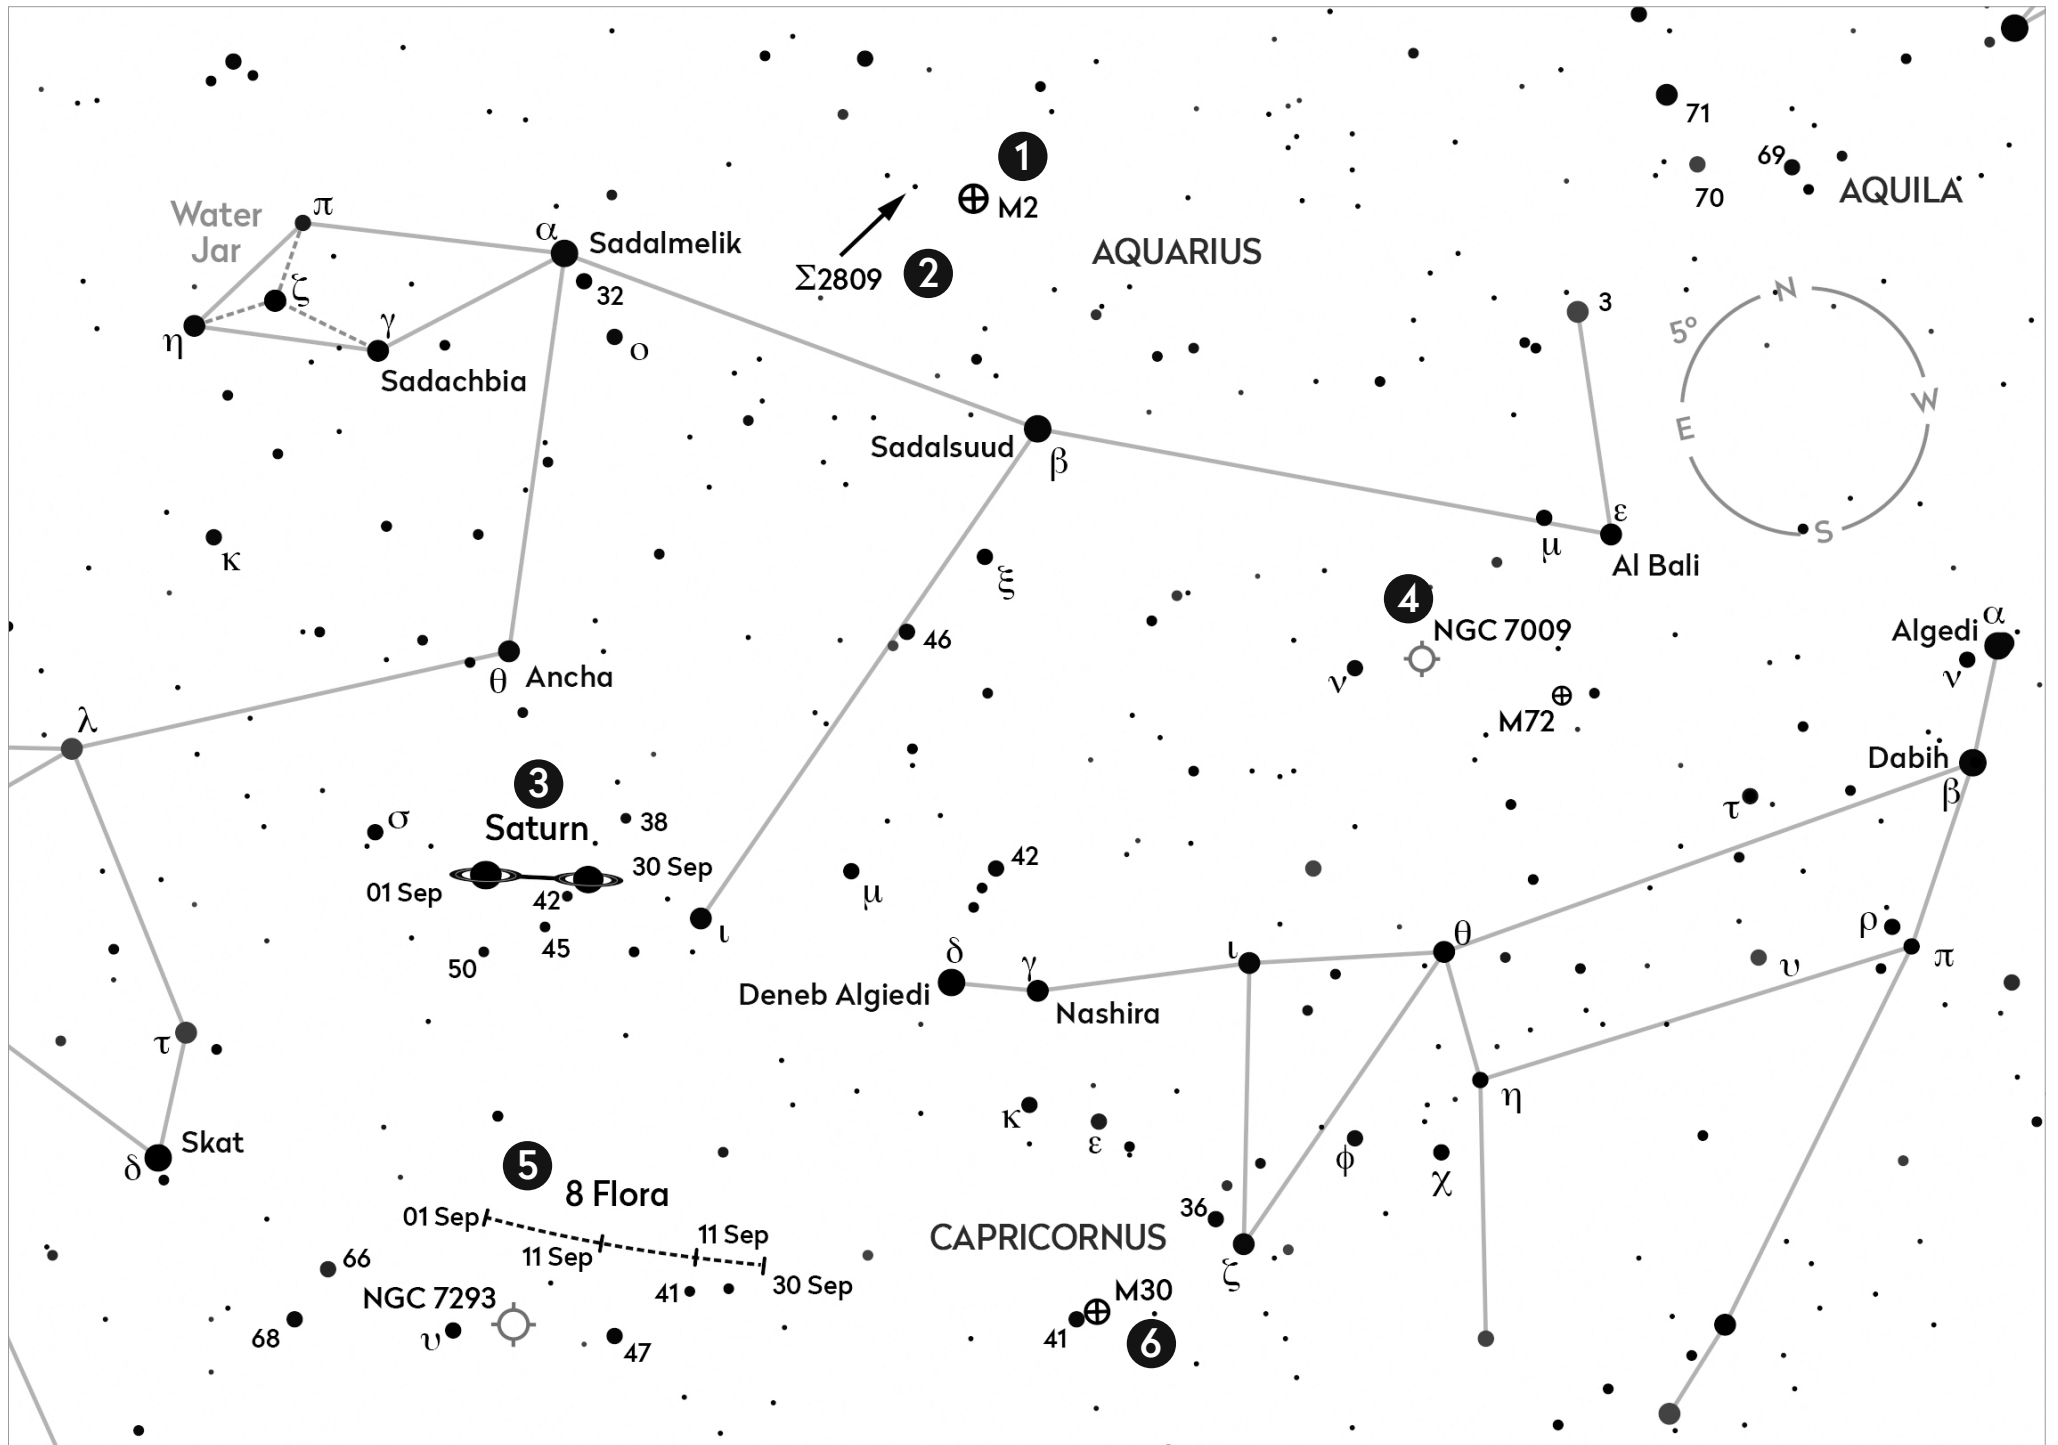 71
69
70
AQUILA
1
M2
Water
Jar
π
α
Sadalmelik
32
ο
ζ
η
γ
Sadachbia
Σ2809
2
AQUARIUS
3
N
5°
E
W
S
Sadalsuud
β
ε
μ
Al Bali
κ
ξ
46
4
NGC 7009
ν
M72
Algedi
α
ν
Dabih
β
τ
θ
Ancha
λ
3
Saturn
σ
38
30 Sep
01 Sep
42
45
50
ι
μ
42
δ
Deneb Algiedi
γ
Nashira
ι
θ
ρ
υ
π
τ
η
δ
Skat
κ
ε
ϕ
χ
36
ζ
5
8 Flora
01 Sep
11 Sep
11 Sep
30 Sep
41
CAPRICORNUS
66
68
NGC 7293
υ
47
M30
41
6